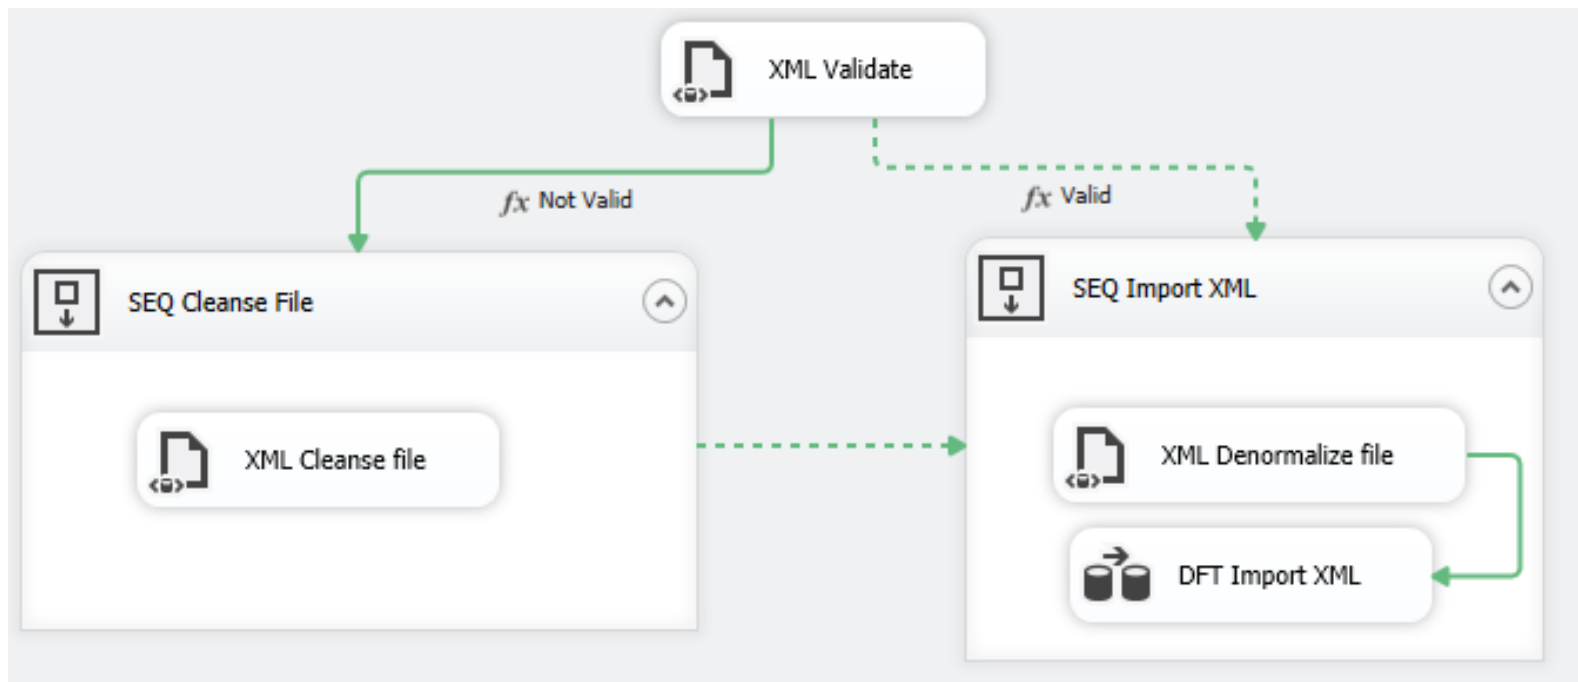 XML Validate
fx Not Valid
fx Valid
SEQ Cleanse File
SEQ Import XML
XML Cleanse file
XML Denormalize file
DFT Import XML